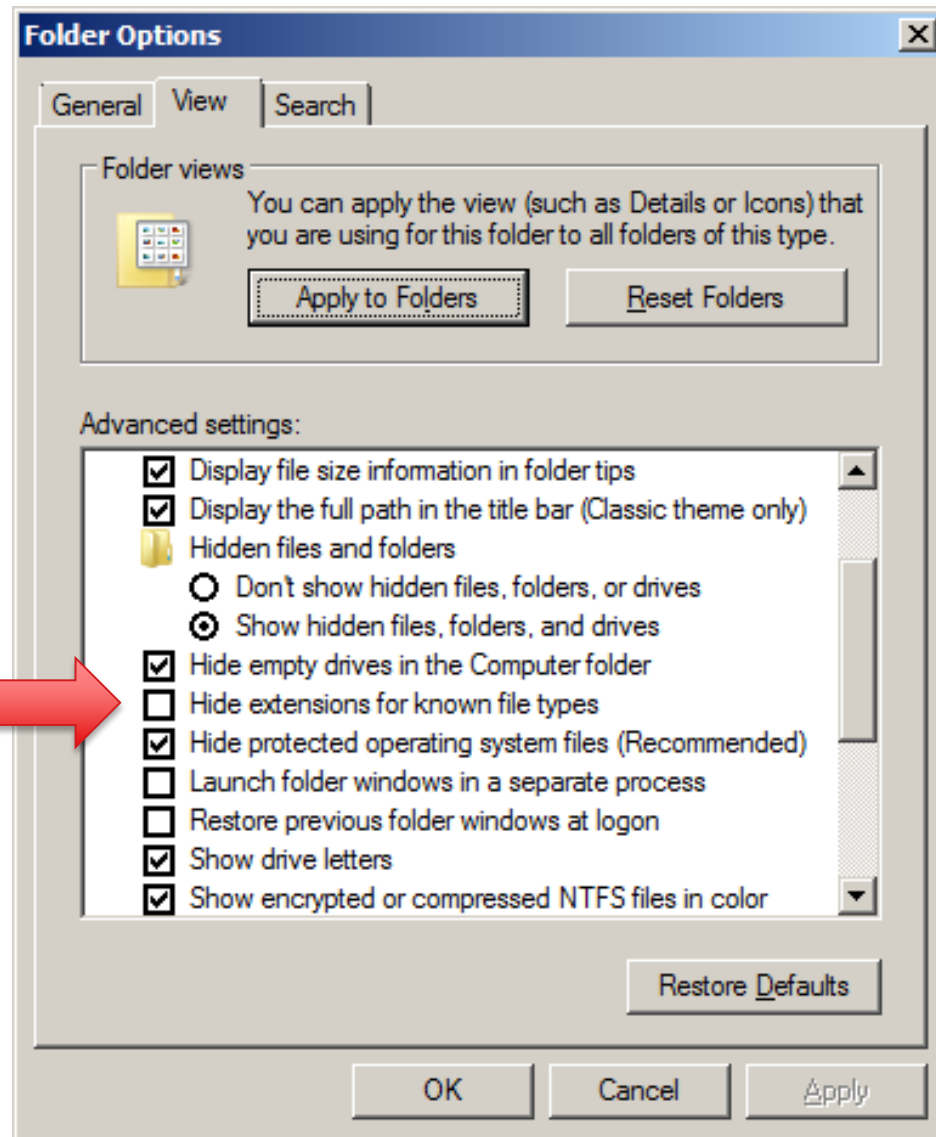 Folder Options
General View Search
Folder views
You can apply the view (such as Details or Icons) that
you are using for this folder to all folders of this type.
Apply to Folders Reset Folders
Advanced settings:
Display file size information in folder tips
Display the full path in the title bar (Classic theme only)
Hidden files and folders
Don't show hidden files, folders, or drives
Show hidden files, folders, and drives
Hide empty drives in the Computer folder
Hide extensions for known file types
Hide protected operating system files (Recommended)
Launch folder windows in a separate process
Restore previous folder windows at logon
Show drive letters
Show encrypted or compressed NTFS files in color
Restore Defaults
OK Cancel Apply